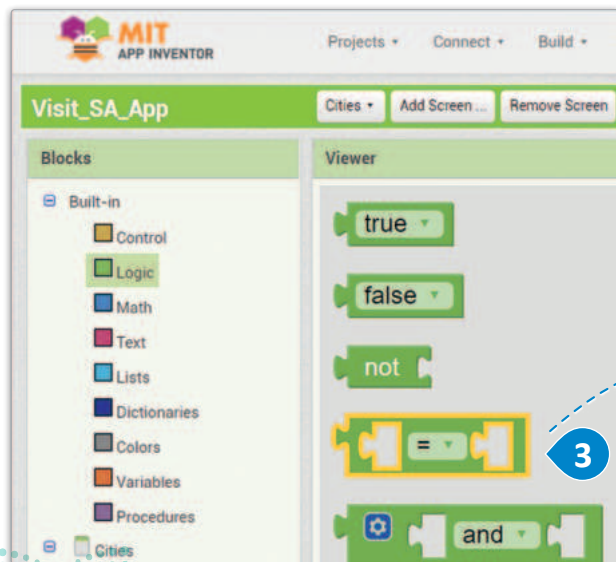 MIT
APP INVENTOR
Projects
Connect
Build
Visit_SA_App
Cities
Add Screen ...
Remove Screen
Blocks
Viewer
Built-in
Control
Logic
Math
Text
Lists
Dictionaries
Colors
Variables
Procedures
Cities
true
false
not
=
3
and